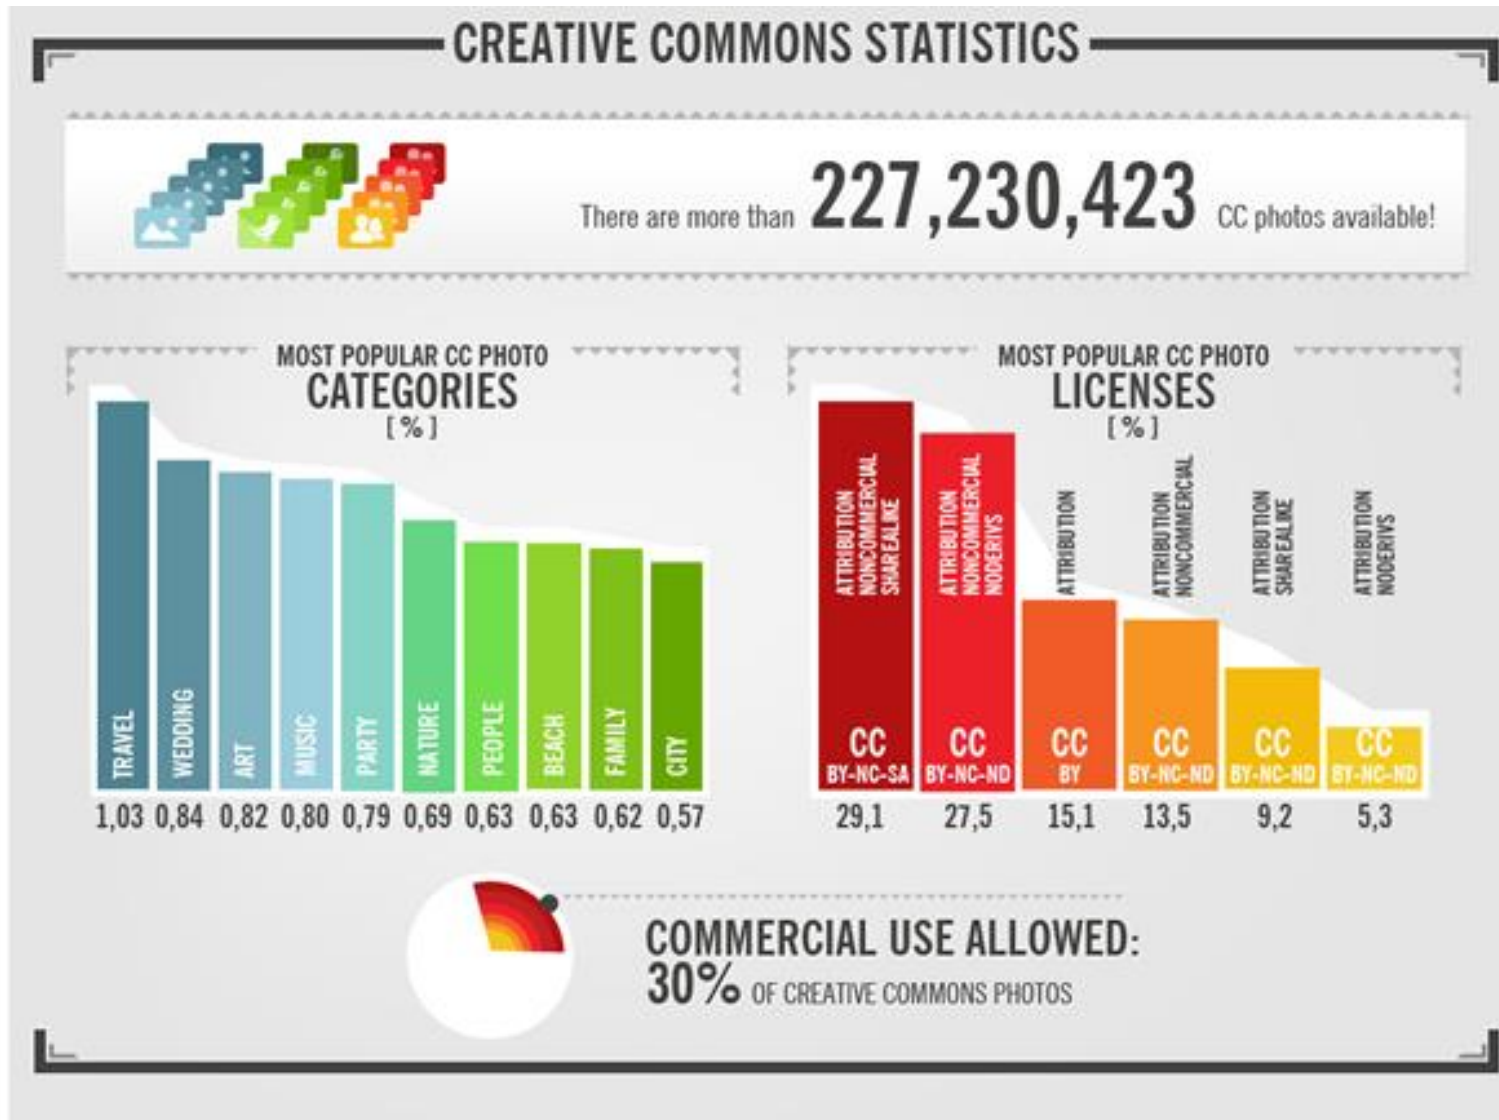 CREATIVE COMMONS STATISTICS
There are more than 227,230,423 CC photos available!
MOST POPULAR CC PHOTO
CATEGORIES
[ % ]
TRAVEL
WEDDING
ART
MUSIC
PARTY
NATURE
PEOPLE
BEACH
FAMILY
CITY
1,03 0,84 0,82 0,80 0,79 0,69 0,63 0,63 0,62 0,57
MOST POPULAR CC PHOTO
LICENSES
[ % ]
ATTRIBUTION
NONCOMMERCIAL
SHAREALIKE
ATTRIBUTION
NONCOMMERCIAL
NODERIVS
ATTRIBUTION
ATTRIBUTION
NONCOMMERCIAL
ATTRIBUTION
SHAREALIKE
ATTRIBUTION
NODERIVS
CC CC CC CC CC CC
BY-NC-SA BY-NC-ND BY BY-NC-ND BY-NC-ND BY-NC-ND
29,1 27,5 15,1 13,5 9,2 5,3
COMMERCIAL USE ALLOWED:
30% OF CREATIVE COMMONS PHOTOS